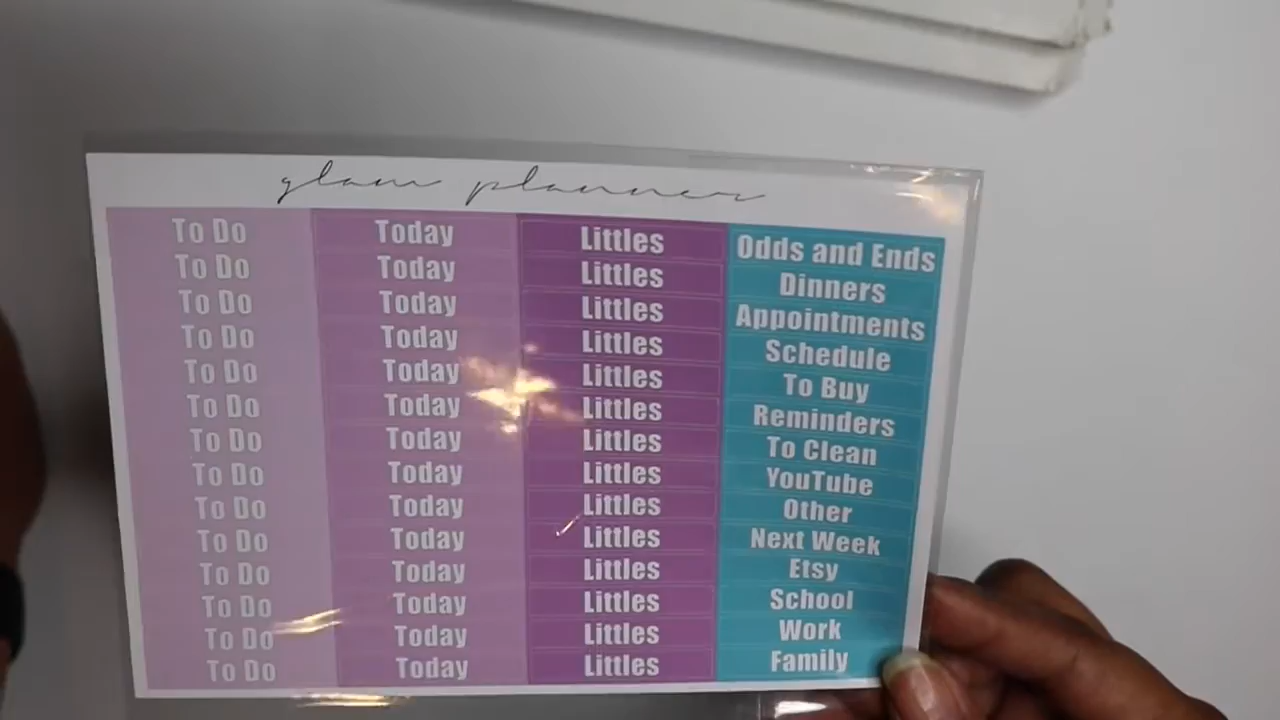 glam planner
To Do Today Littles Odds and Ends
To Do Today Littles Dinners
To Do Today Littles Appointments
To Do Today Littles Schedule
To Do Today Littles To Buy
To Do Today Littles Reminders
To Do Today Littles To Clean
To Do Today Littles YouTube
To Do Today Littles Other
To Do Today Littles Next Week
To Do Today Littles Etsy
To Do Today Littles School
To Do Today Littles Work
To Do Today Littles Family